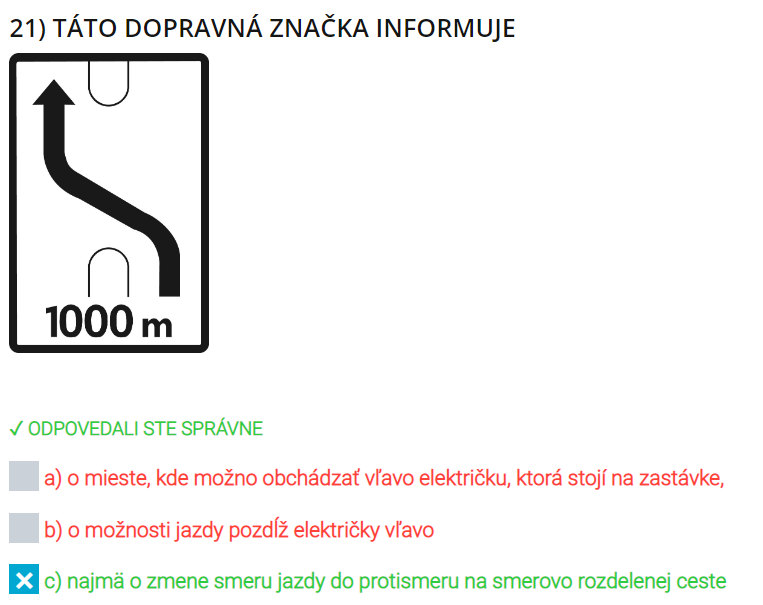 21) TÁTO DOPRAVNÁ ZNAČKA INFORMUJE
1000 m
✓ ODPOVEDALI STE SPRÁVNE
a) o mieste, kde možno obchádzať vľavo električku, ktorá stojí na zastávke,
b) o možnosti jazdy pozdĺž električky vľavo
c) najmä o zmene smeru jazdy do protismeru na smerovo rozdelenej ceste